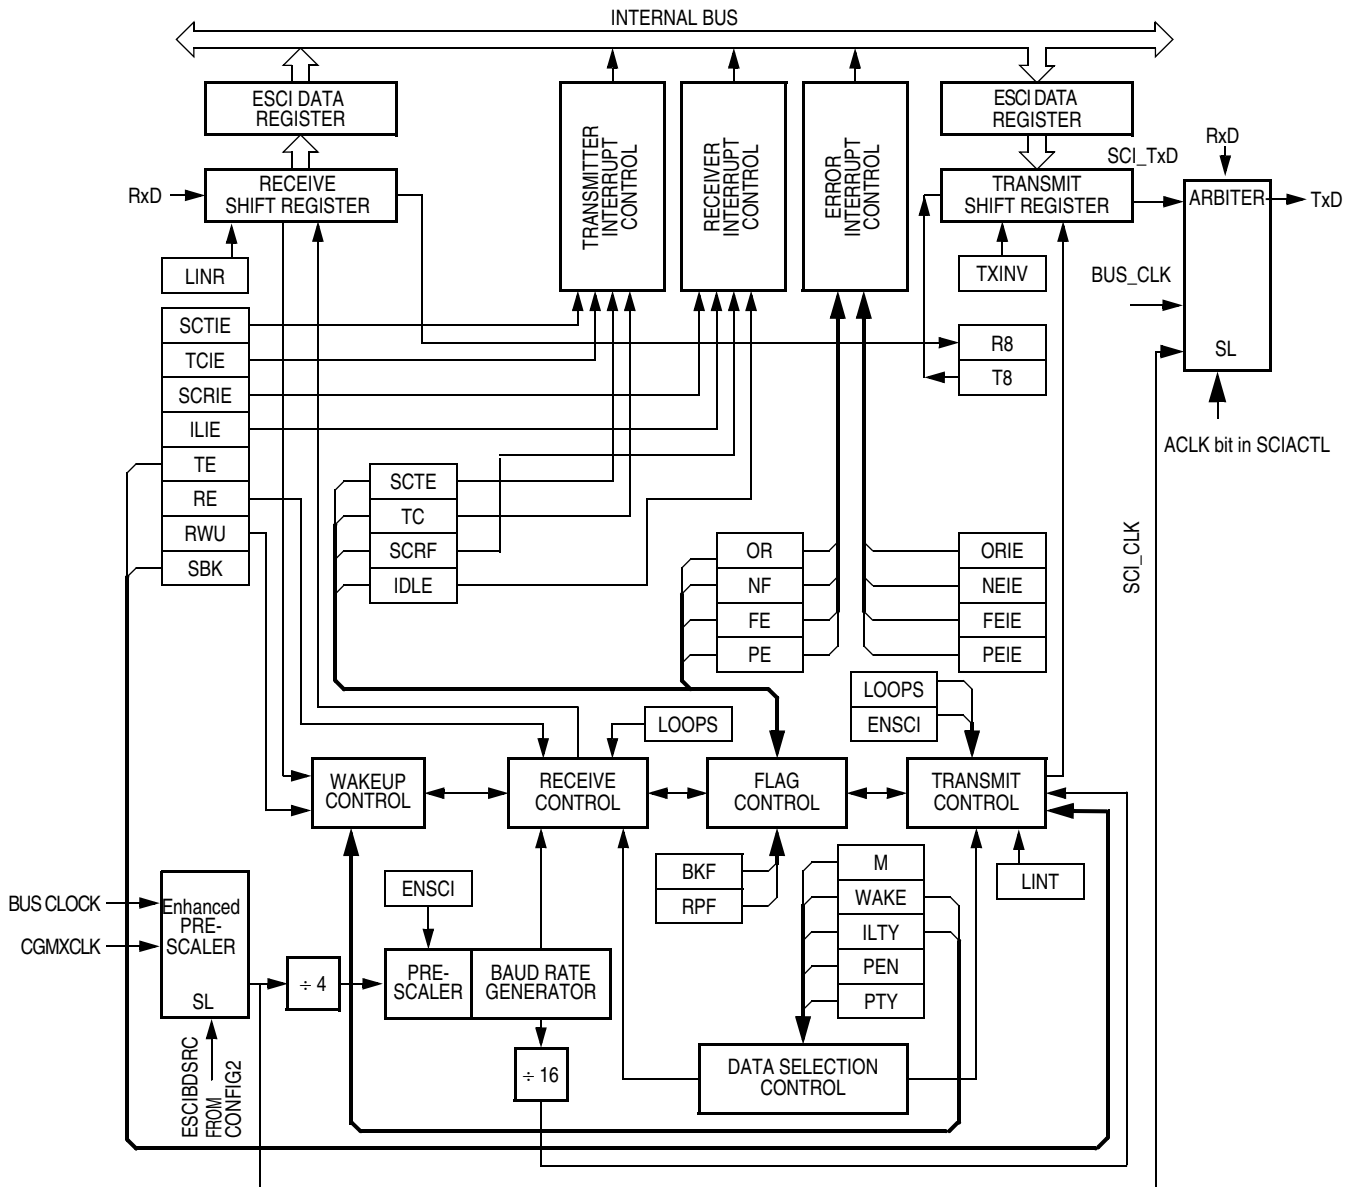 INTERNAL BUS
ESCI DATA
REGISTER
RECEIVE
SHIFT REGISTER
RxD
LINR
SCTIE
TCIE
SCRIE
ILIE
TE
RE
RWU
SBK
TRANSMITTER
INTERRUPT
CONTROL
RECEIVER
INTERRUPT
CONTROL
ERROR
INTERRUPT
CONTROL
ESCI DATA
REGISTER
TRANSMIT
SHIFT REGISTER
SCI_TxD
RxD
ARBITER
TxD
TXINV
BUS_CLK
SL
R8
T8
ACLK bit in SCIACTL
SCI_CLK
SCTE
TC
SCRF
IDLE
OR
NF
FE
PE
ORIE
NEIE
FEIE
PEIE
LOOPS
LOOPS
ENSCI
WAKEUP
CONTROL
RECEIVE
CONTROL
FLAG
CONTROL
TRANSMIT
CONTROL
BKF
RPF
M
WAKE
ILTY
PEN
PTY
LINT
BUS CLOCK
CGMXCLK
Enhanced
PRE-
SCALER
SL
ENSCI
÷ 4
PRE-
SCALER
BAUD RATE
GENERATOR
÷ 16
DATA SELECTION
CONTROL
ESCIBDSRC
FROM
CONFIG2